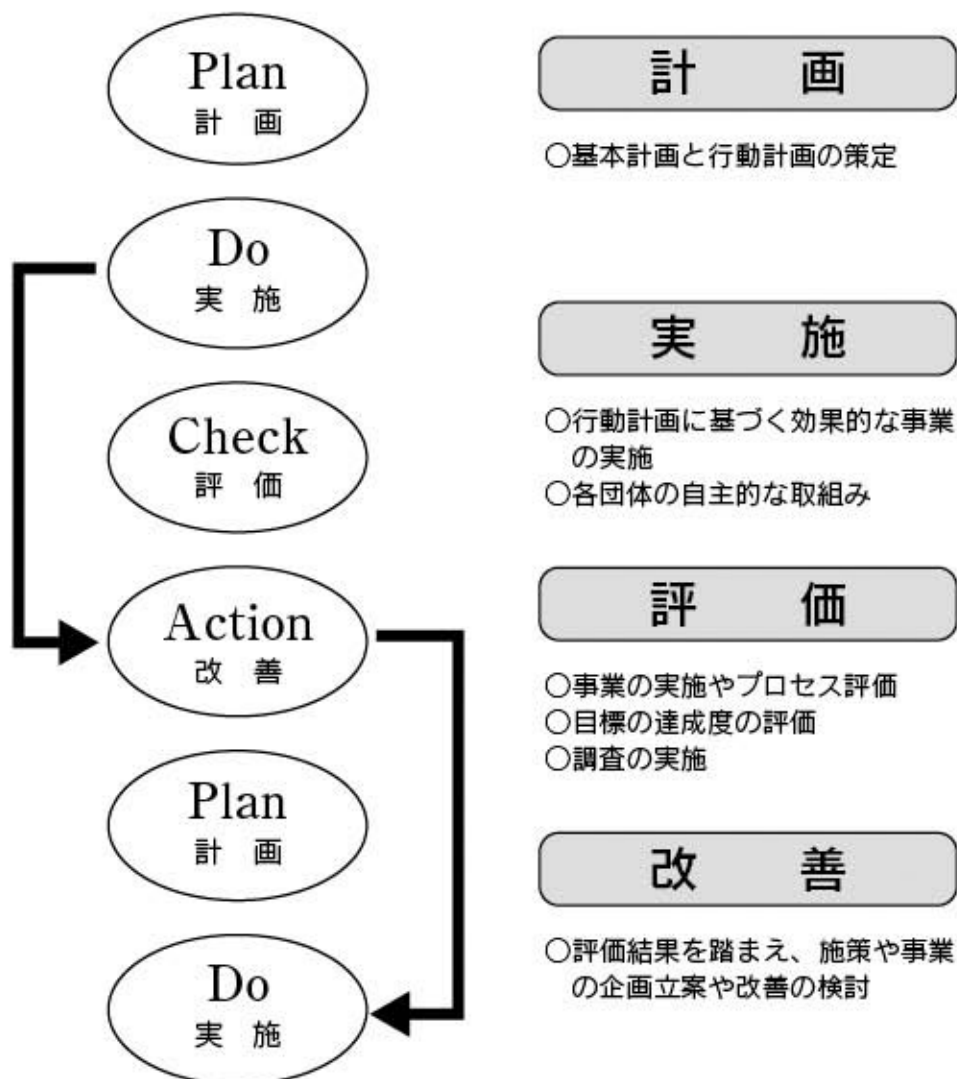 Plan
計 画
Do
実 施
Check
評 価
Action
改 善
Plan
計 画
Do
実 施
計 画
○基本計画と行動計画の策定
実 施
○行動計画に基づく効果的な事業
の実施
○各団体の自主的な取組み
評 価
○事業の実施やプロセス評価
○目標の達成度の評価
○調査の実施
改 善
○評価結果を踏まえ、施策や事業
の企画立案や改善の検討